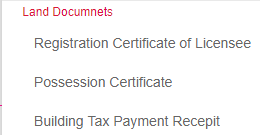 Land Documnets
Registration Certificate of Licensee
Possession Certificate
Building Tax Payment Recepit